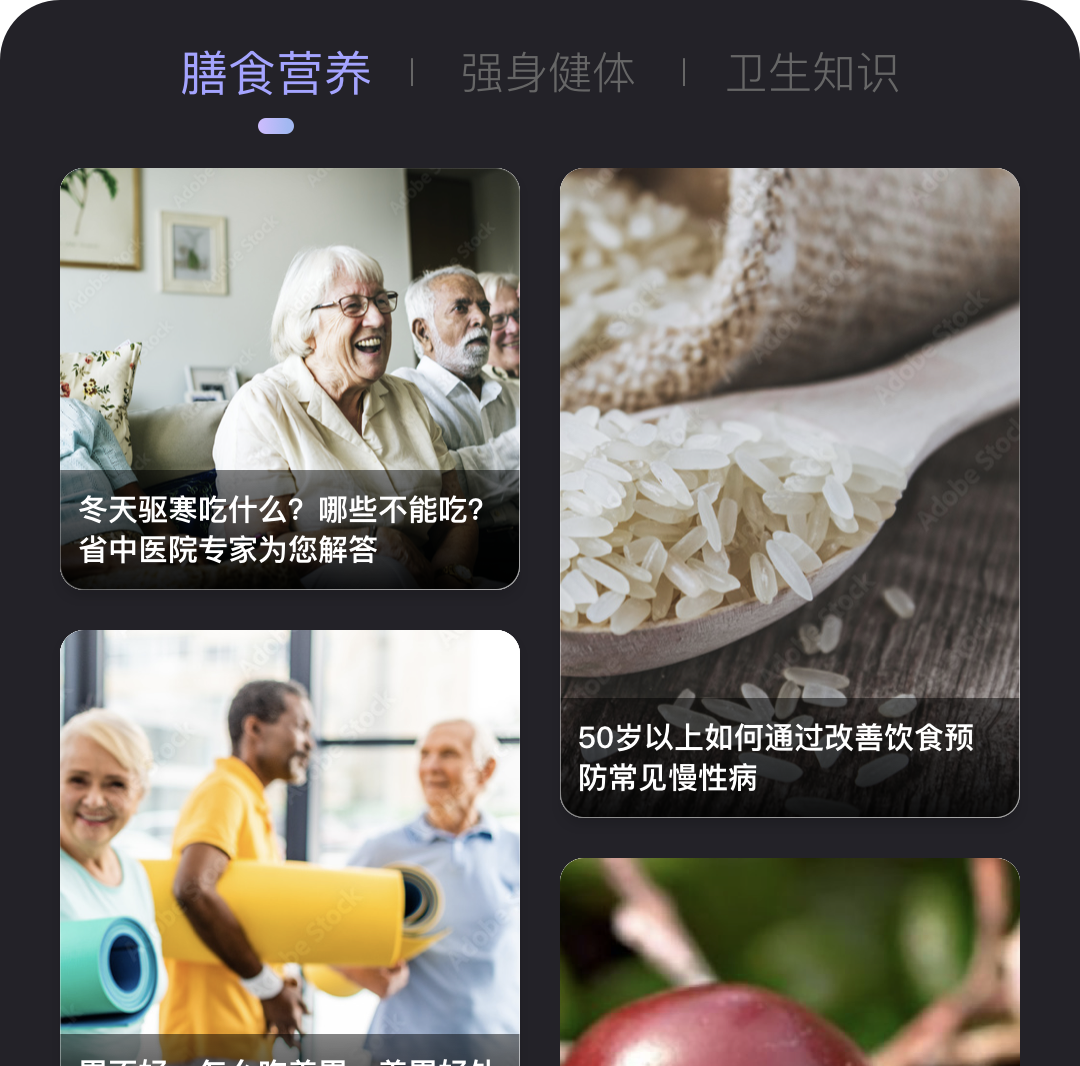 膳食营养
强身健体
卫生知识
冬天驱寒吃什么？哪些不能吃？
省中医院专家为您解答
50岁以上如何通过改善饮食预
防常见慢性病
Adobe Stock